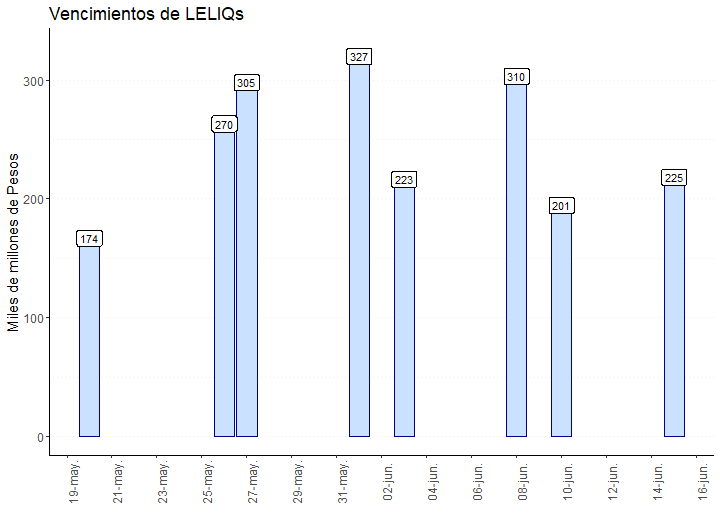 Vencimientos de LELIQs
Miles de millones de Pesos
300
200
100
0
174
270
305
327
223
310
201
225
19-may.
21-may.
23-may.
25-may.
27-may.
29-may.
31-may.
02-jun.
04-jun.
06-jun.
08-jun.
10-jun.
12-jun.
14-jun.
16-jun.